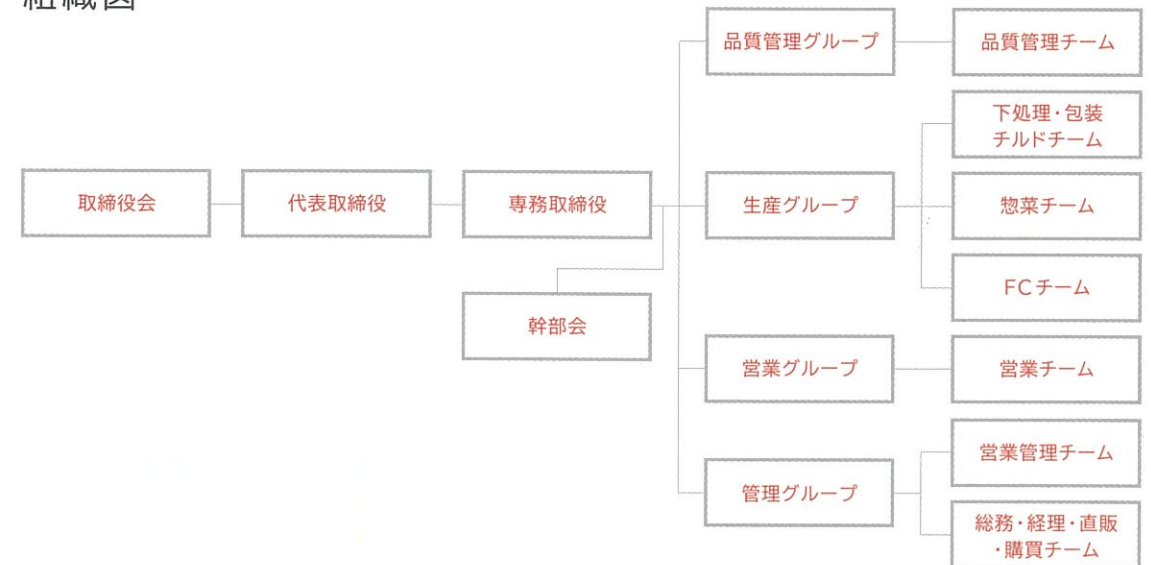 組織図
品質管理グループ
品質管理チーム
下処理・包装
チルドチーム
取締役会
代表取締役
専務取締役
生産グループ
惣菜チーム
FCチーム
幹部会
営業グループ
営業チーム
営業管理チーム
管理グループ
総務・経理・直販
・購買チーム